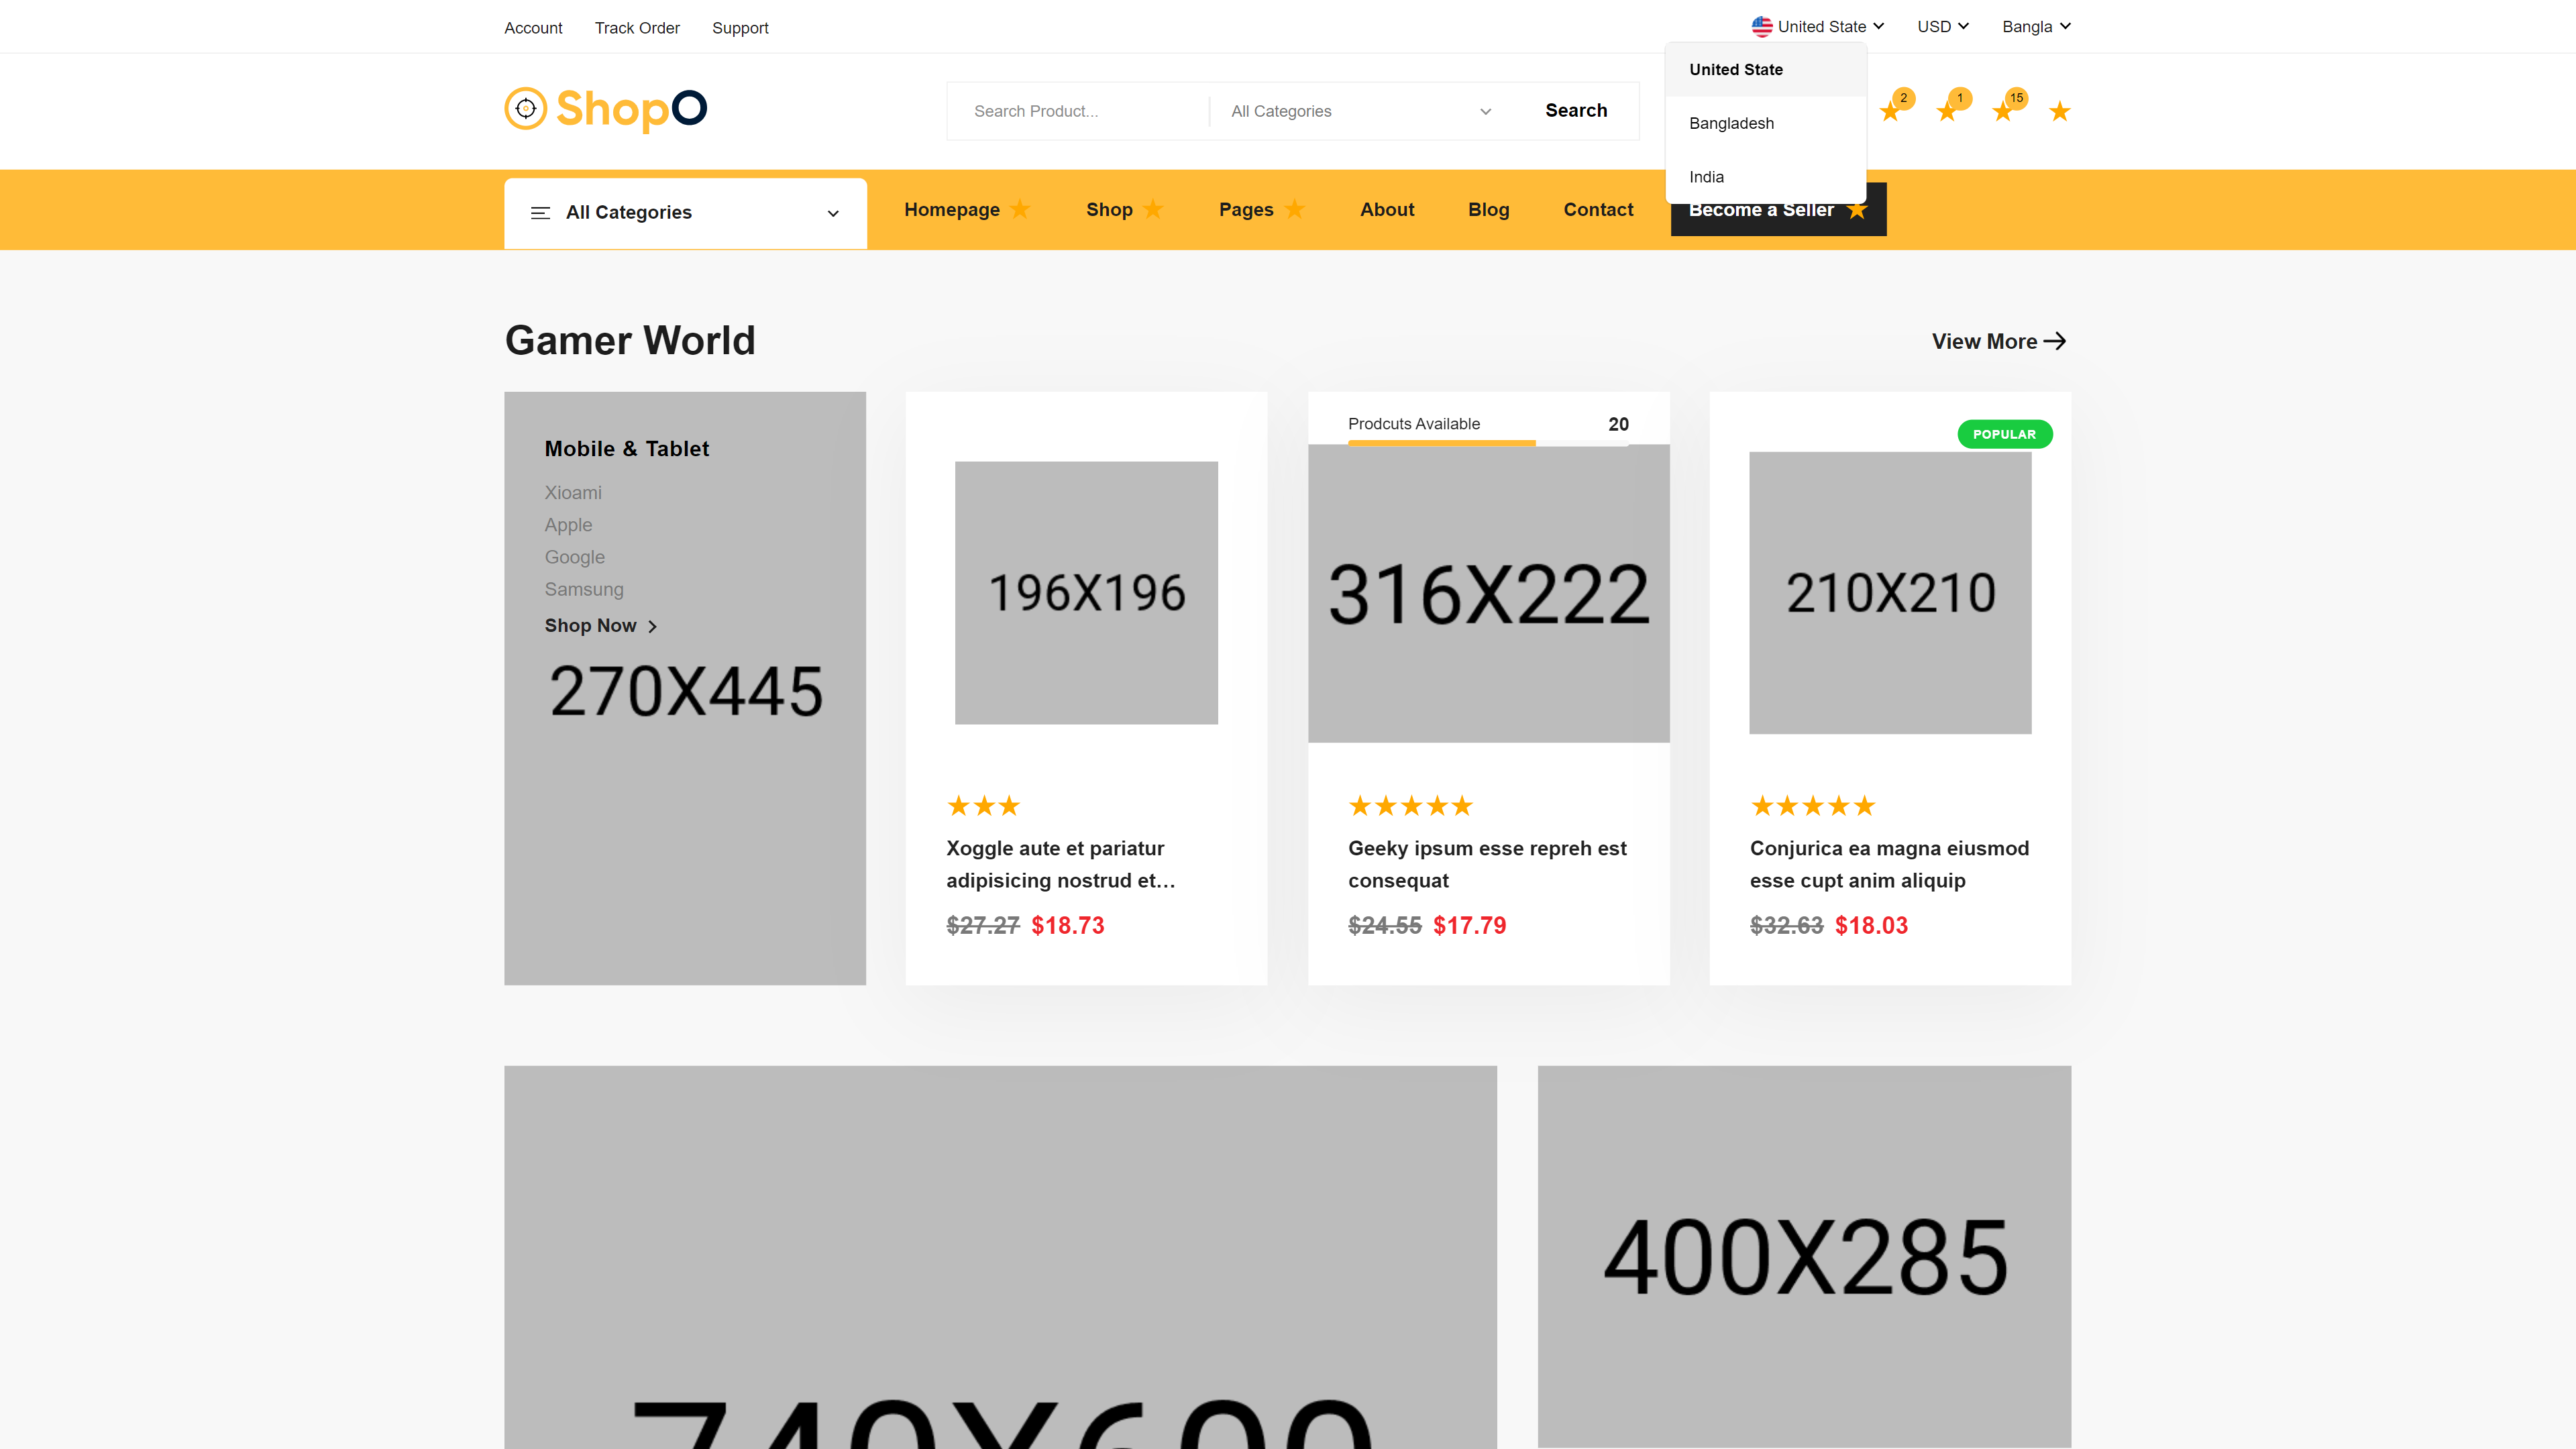 Account Track Order Support United State USD Bangla
United State
Bangladesh
India
ShopO Search Product... All Categories Search 2 1 15
All Categories Homepage Shop Pages About Blog Contact Become a Seller
Gamer World View More
Mobile & Tablet
Xioami
Apple
Google
Samsung
Shop Now
270X445
196X196
Xoggle aute et pariatur
adipisicing nostrud et...
$27.27 $18.73
Prodcuts Available 20
316X222
Geeky ipsum esse repreh est
consequat
$24.55 $17.79
POPULAR
210X210
Conjurica ea magna eiusmod
esse cupt anim aliquip
$32.63 $18.03
400X285